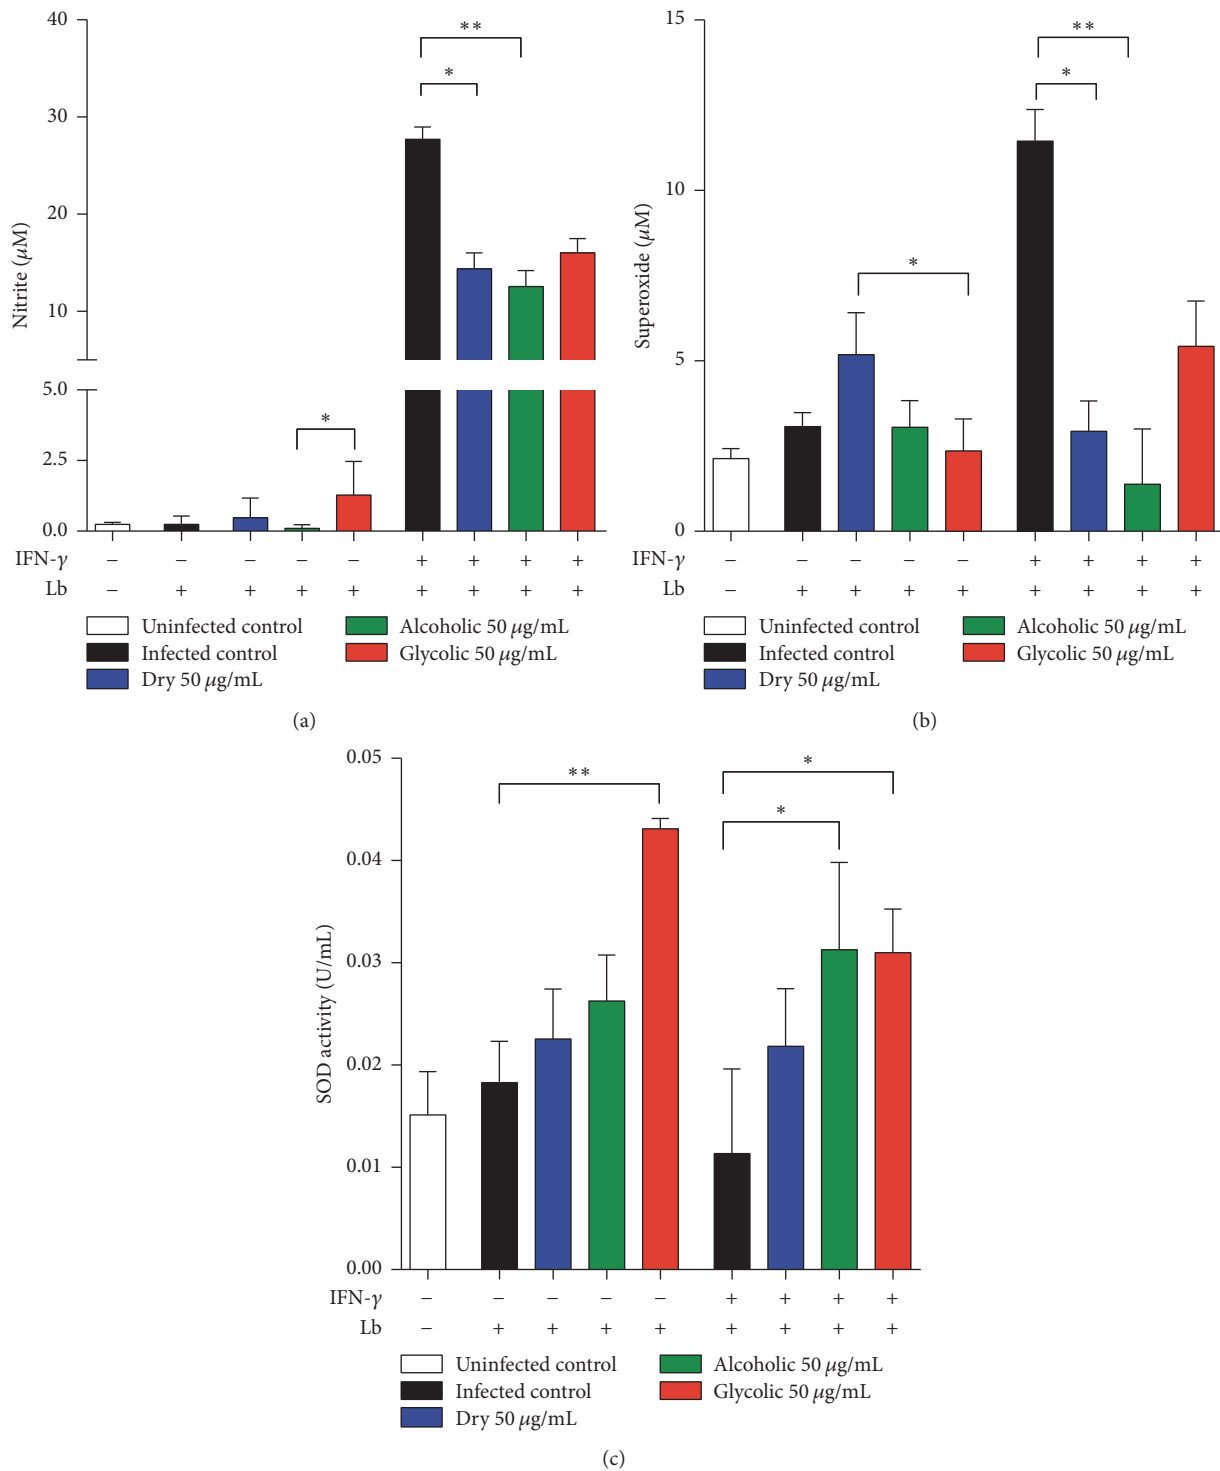 40
30
20
10
5.0
2.5
0.0
Nitrite (µM)
* **
*
*
IFN-γ − − − − − + + + +
Lb − + + + + + + + +
Uninfected control
Infected control
Dry 50 µg/mL
Alcoholic 50 µg/mL
Glycolic 50 µg/mL
(a)
15
10
5
0
Superoxide (µM)
**
*
*
IFN-γ − − − − − + + + +
Lb − + + + + + + + +
Uninfected control
Infected control
Dry 50 µg/mL
Alcoholic 50 µg/mL
Glycolic 50 µg/mL
(b)
0.05
0.04
0.03
0.02
0.01
0.00
SOD activity (U/mL)
**
*
*
IFN-γ − − − − − + + + +
Lb − + + + + + + + +
Uninfected control
Infected control
Dry 50 µg/mL
Alcoholic 50 µg/mL
Glycolic 50 µg/mL
(c)